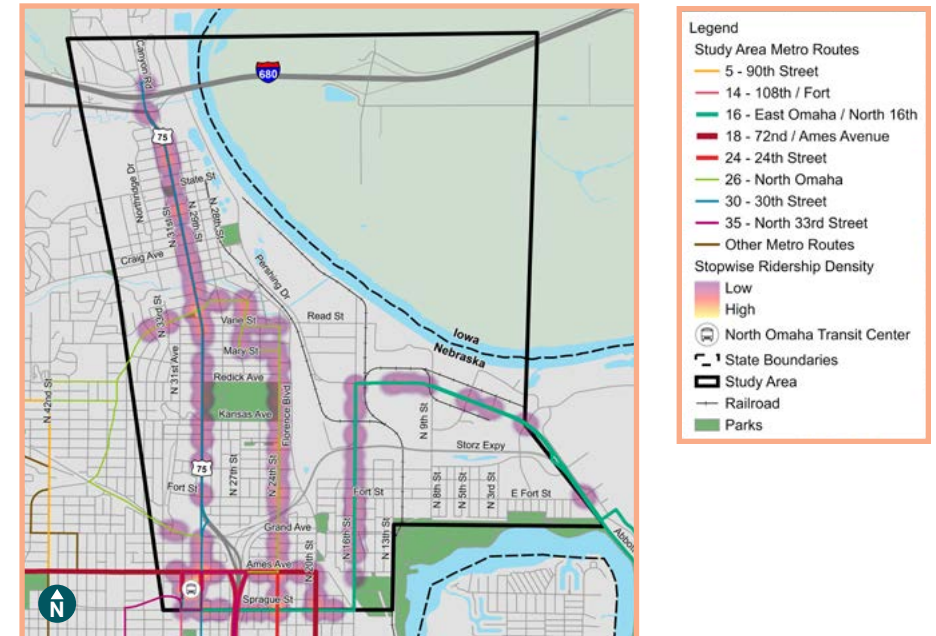 Canyon Rd
680
75
State St
Northridge Dr
N 31st St
N 29th St
N 28th St
Craig Ave
Pershing Dr
N 33rd St
Vane St
Read St
Iowa
Nebraska
Mary St
N 31st Ave
Redick Ave
N 42nd St
Kansas Ave
Florence Blvd
N 9th St
Storz Expy
75
N 27th St
N 24th St
Fort St
Fort St
N 8th St
N 5th St
N 3rd St
E Fort St
Grand Ave
N 16th St
N 13th St
Abbott
Ames Ave
N 20th St
Sprague St
N
Legend
Study Area Metro Routes
5 - 90th Street
14 - 108th / Fort
16 - East Omaha / North 16th
18 - 72nd / Ames Avenue
24 - 24th Street
26 - North Omaha
30 - 30th Street
35 - North 33rd Street
Other Metro Routes
Stopwise Ridership Density
Low
High
North Omaha Transit Center
State Boundaries
Study Area
Railroad
Parks